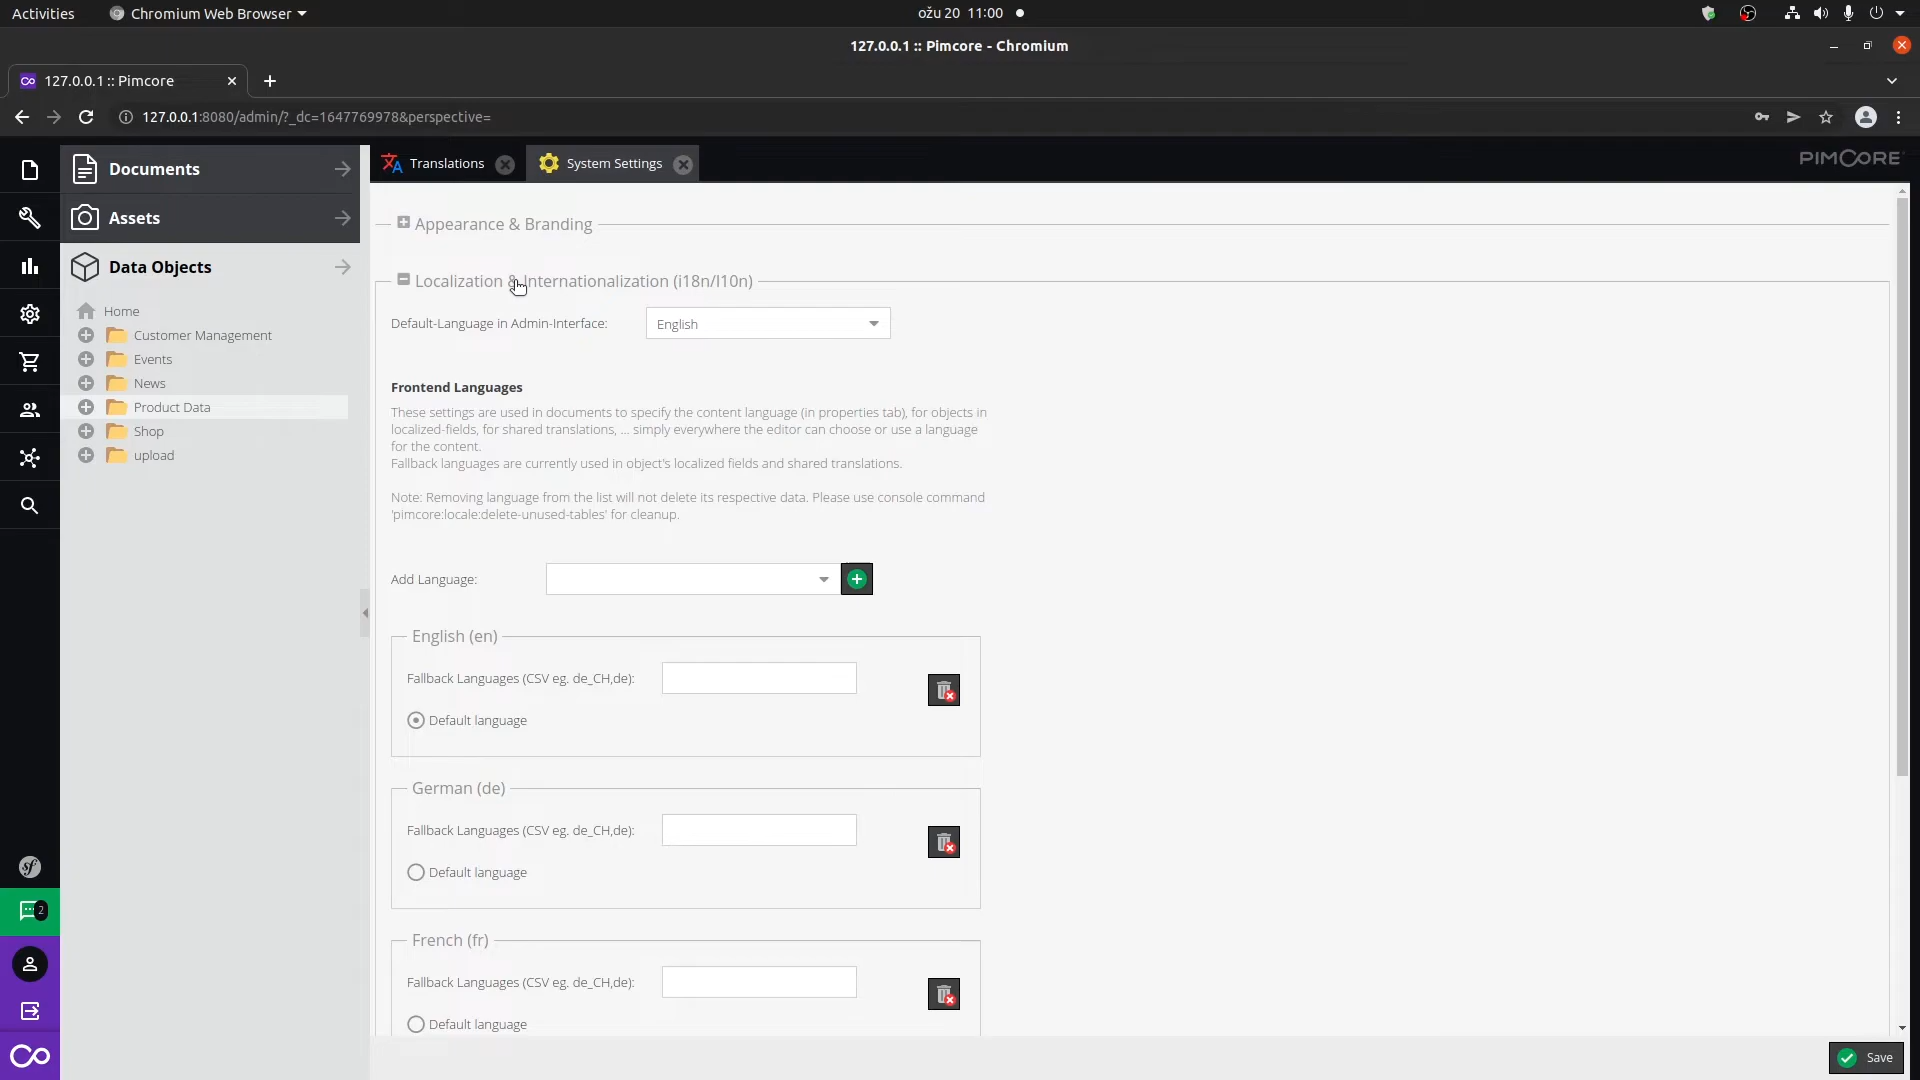 Activities
Chromium Web Browser
ožu 20 11:00
127.0.0.1 :: Pimcore - Chromium
127.0.0.1 :: Pimcore
127.0.0.1:8080/admin/?_dc=1647769978&perspective=
Documents
Assets
Data Objects
Home
Customer Management
Events
News
Product Data
Shop
upload
2
Translations
System Settings
PIMCORE
Appearance & Branding
Localization & Internationalization (i18n/l10n)
Default-Language in Admin-Interface:
English
Frontend Languages
These settings are used in documents to specify the content language (in properties tab), for objects in
localized-fields, for shared translations, ... simply everywhere the editor can choose or use a language
for the content.
Fallback languages are currently used in object's localized fields and shared translations.
Note: Removing language from the list will not delete its respective data. Please use console command
'pimcore:locale:delete-unused-tables' for cleanup.
Add Language:
English (en)
Fallback Languages (CSV eg. de_CH,de):
Default language
German (de)
Fallback Languages (CSV eg. de_CH,de):
Default language
French (fr)
Fallback Languages (CSV eg. de_CH,de):
Default language
Save